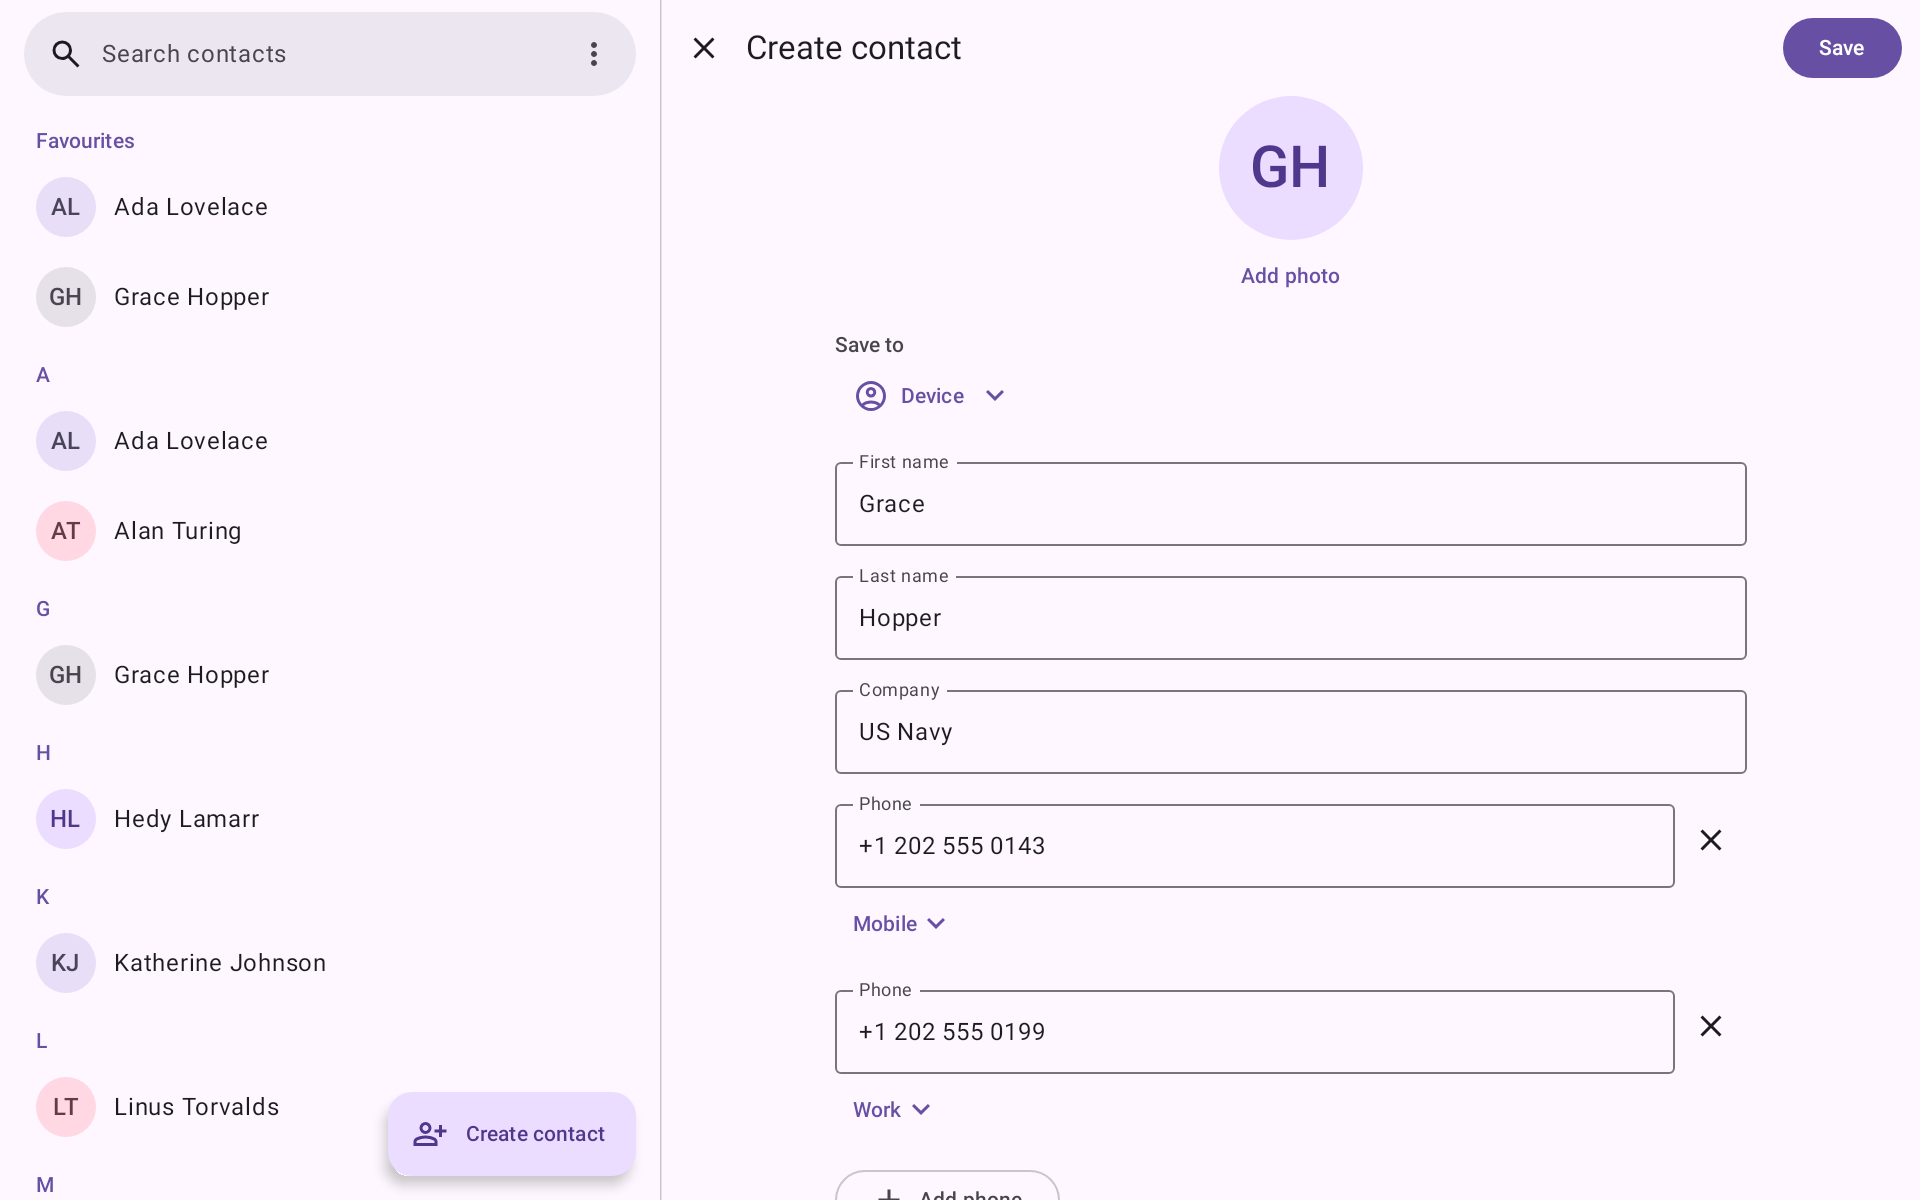 Search contacts
Favourites
AL Ada Lovelace
GH Grace Hopper
A
AL Ada Lovelace
AT Alan Turing
G
GH Grace Hopper
H
HL Hedy Lamarr
K
KJ Katherine Johnson
L
LT Linus Torvalds
Create contact
M
Create contact
Save
GH
Add photo
Save to
Device
First name
Grace
Last name
Hopper
Company
US Navy
Phone
+1 202 555 0143
Mobile
Phone
+1 202 555 0199
Work
Add phone